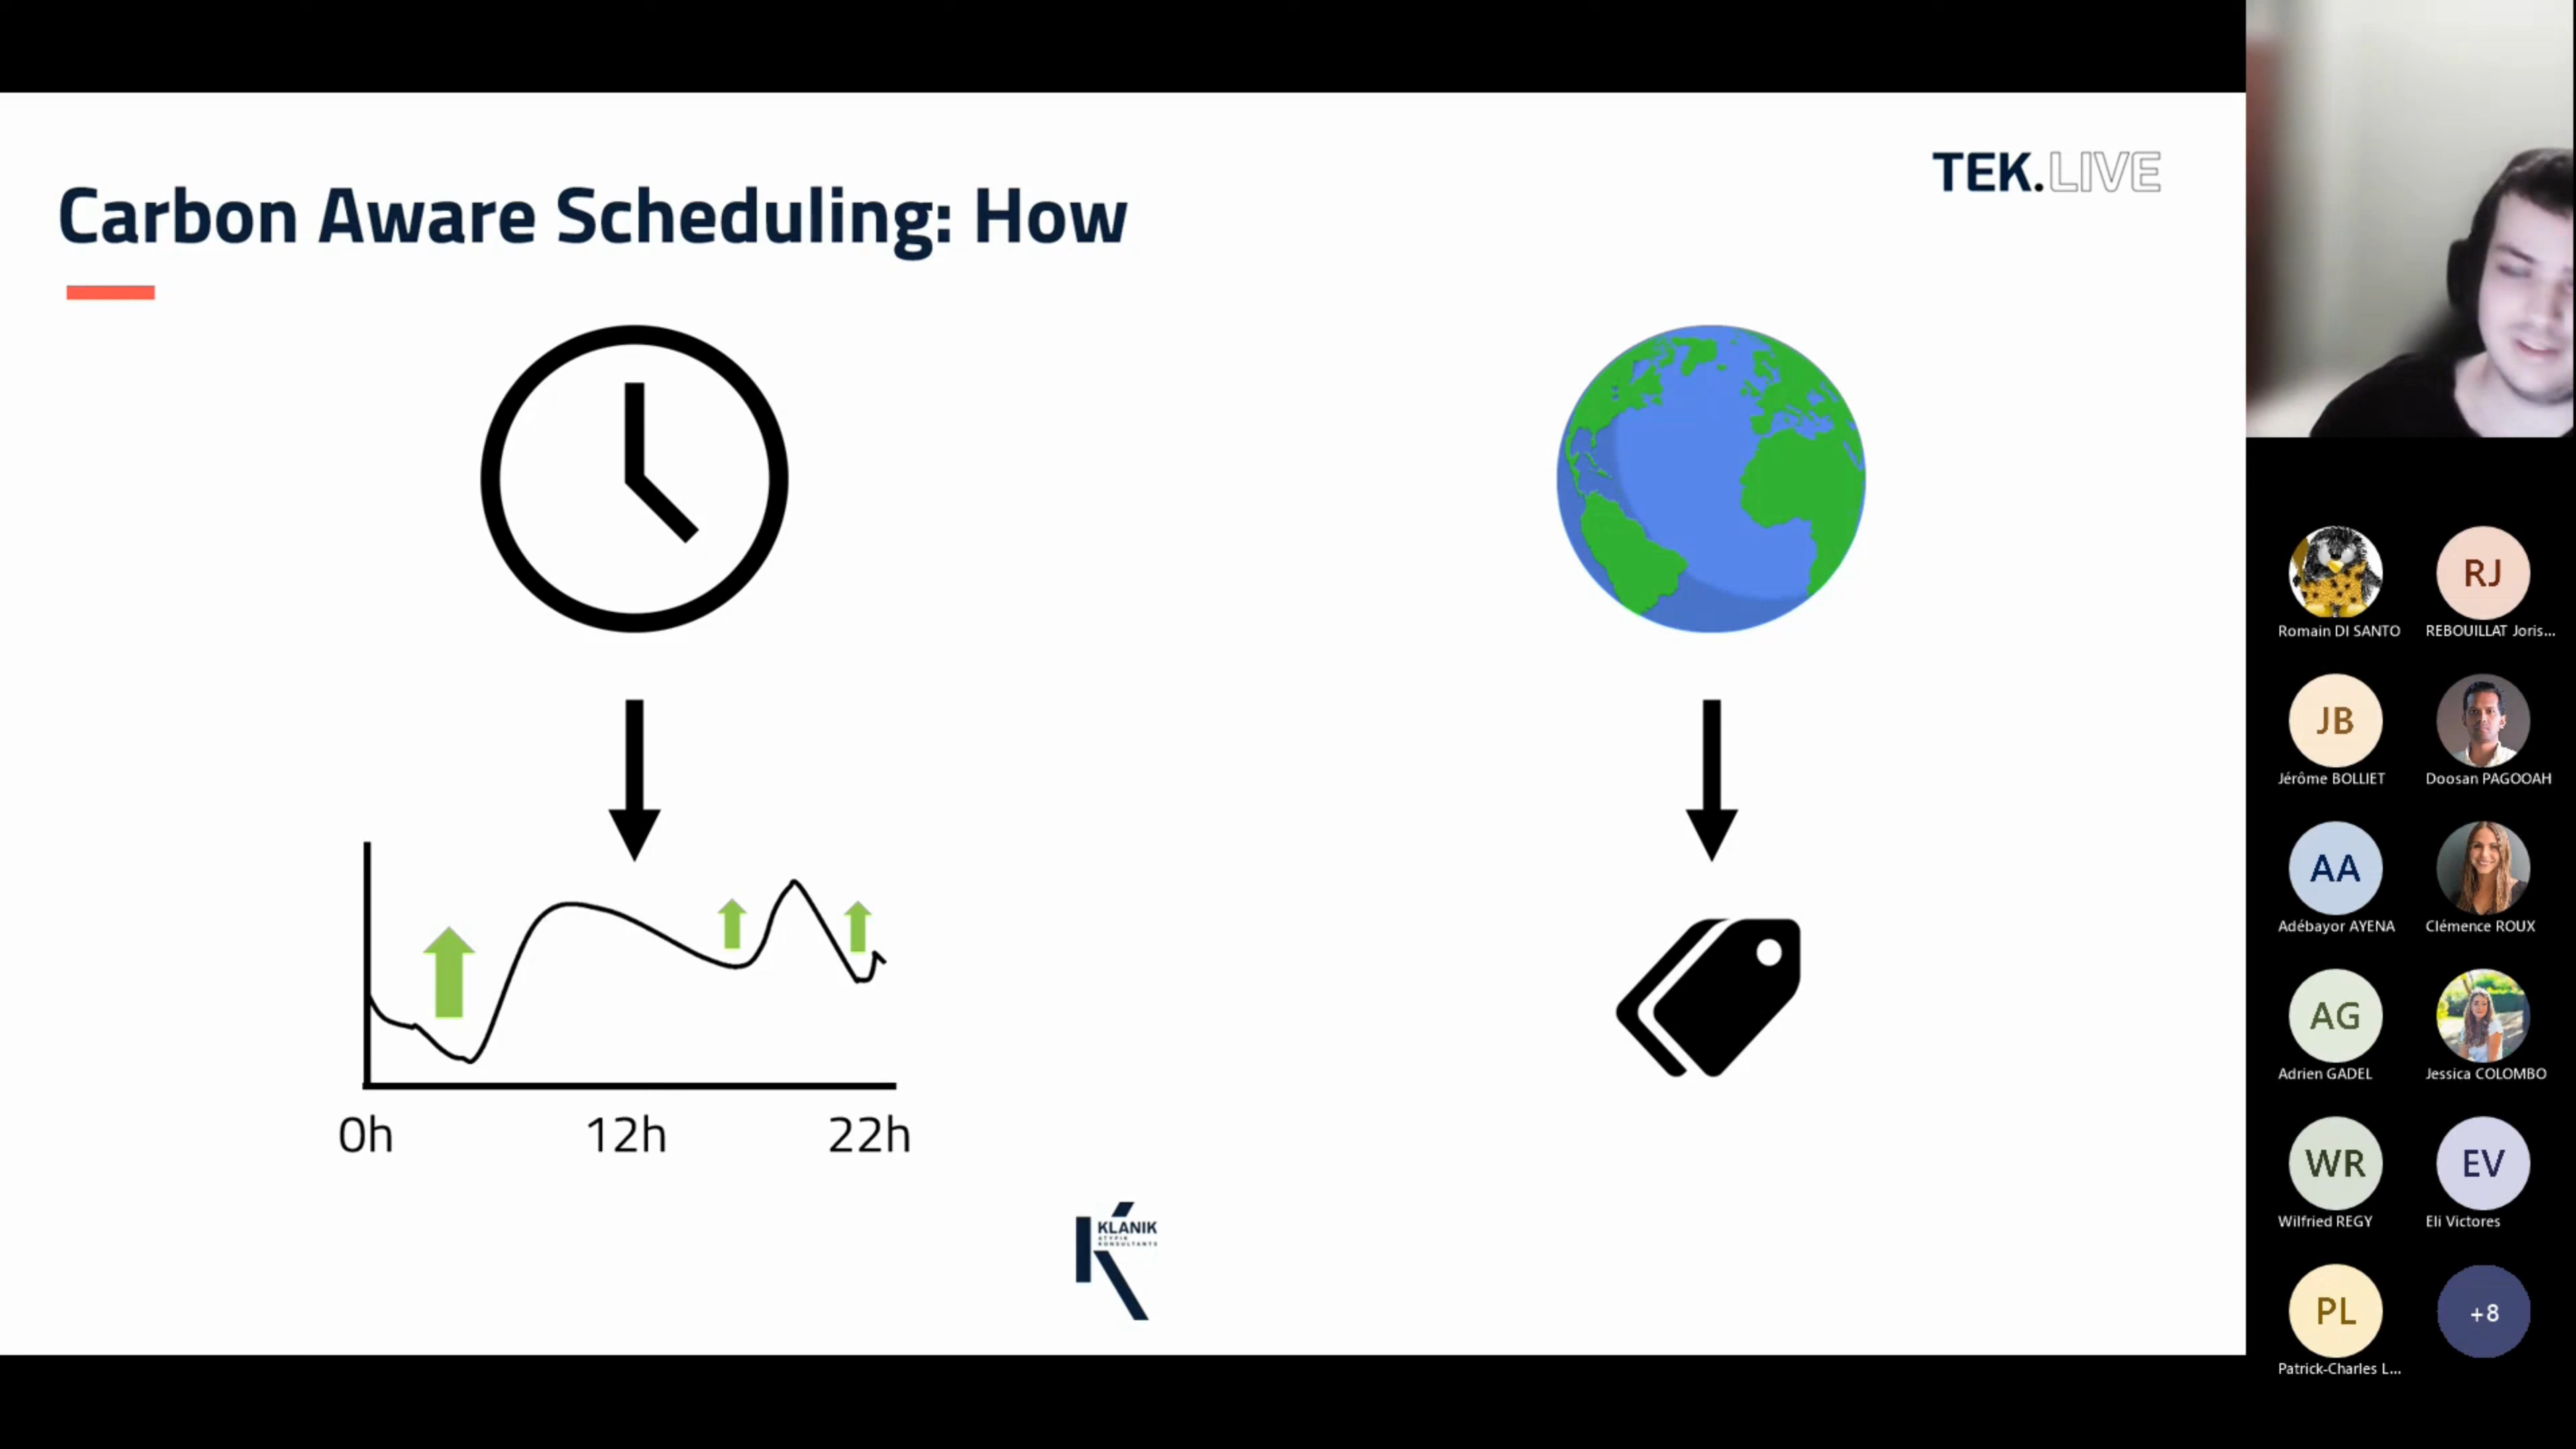 Carbon Aware Scheduling: How
TEK.LIVE
0h 12h 22h
KLANIK
ATYPIK
KONSULTANTS
Romain DI SANTO
RJ
REBOUILLAT Joris...
JB
Jérôme BOLLIET
Doosan PAGOOAH
AA
Adébayor AYENA
Clémence ROUX
AG
Adrien GADEL
Jessica COLOMBO
WR
Wilfried REGY
EV
Eli Victores
PL
Patrick-Charles L...
+8